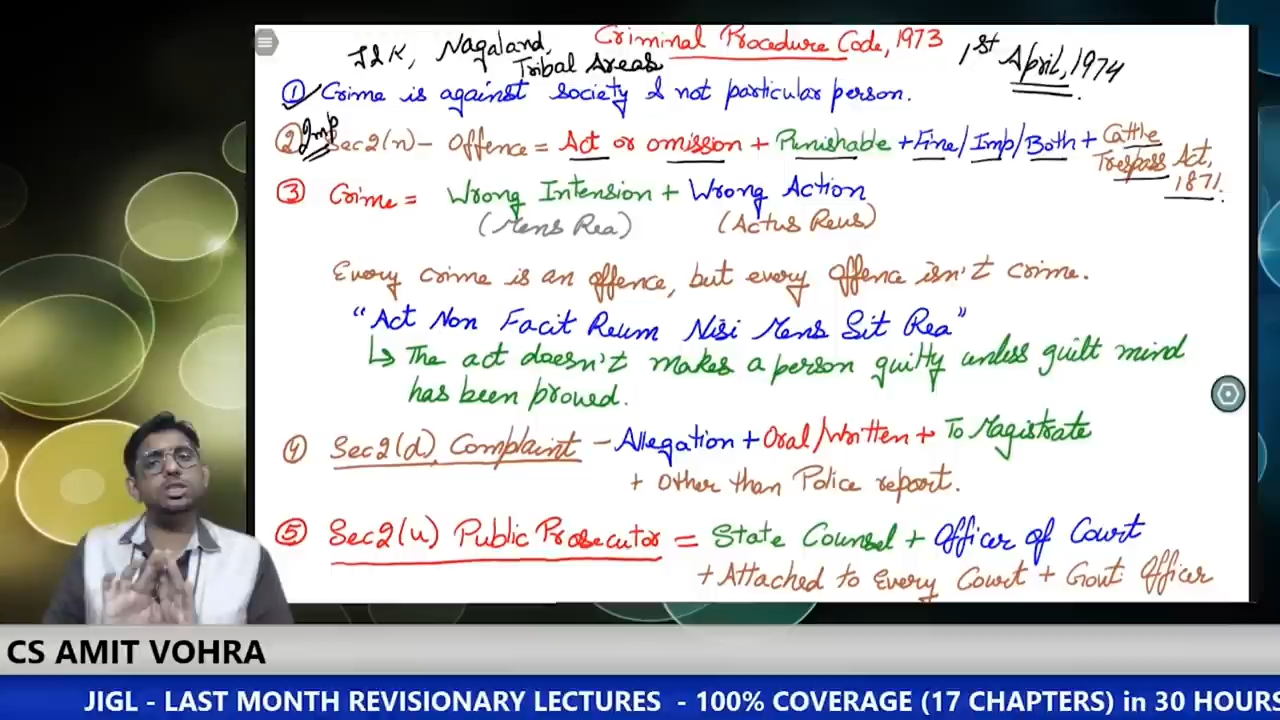 Criminal Procedure Code, 1973
J&K, Nagaland,
Tribal Areas
1st April, 1974
① Crime is against society & not particular person.
② Imp Sec2(n) - Offence = Act or omission + Punishable + Fine/Imp/Both + Cattle
Trespass Act,
1871.
③ Crime = Wrong Intension + Wrong Action
(Mens Rea) (Actus Reus)
Every crime is an offence, but every offence isn't crime.
"Act Non Facit Reum Nisi Mens Sit Rea"
↳ The act doesn't makes a person guilty unless guilt mind
has been proved.
④ Sec2(d) Complaint - Allegation + Oral/Written + To Magistrate
+ Other than Police report.
⑤ Sec2(u) Public Prosecutor = State Counsel + Officer of Court
+ Attached to Every Court + Govt Officer
CS AMIT VOHRA
JIGL - LAST MONTH REVISIONARY LECTURES - 100% COVERAGE (17 CHAPTERS) in 30 HOURS